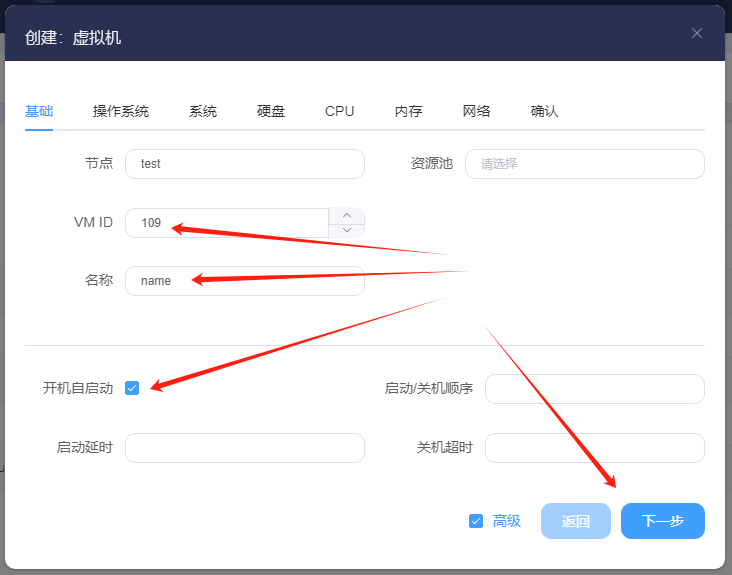 创建：虚拟机
基础 操作系统 系统 硬盘 CPU 内存 网络 确认
节点 test 资源池 请选择
VM ID 109
名称 name
开机自启动 启动/关机顺序
启动延时 关机超时
高级 返回 下一步